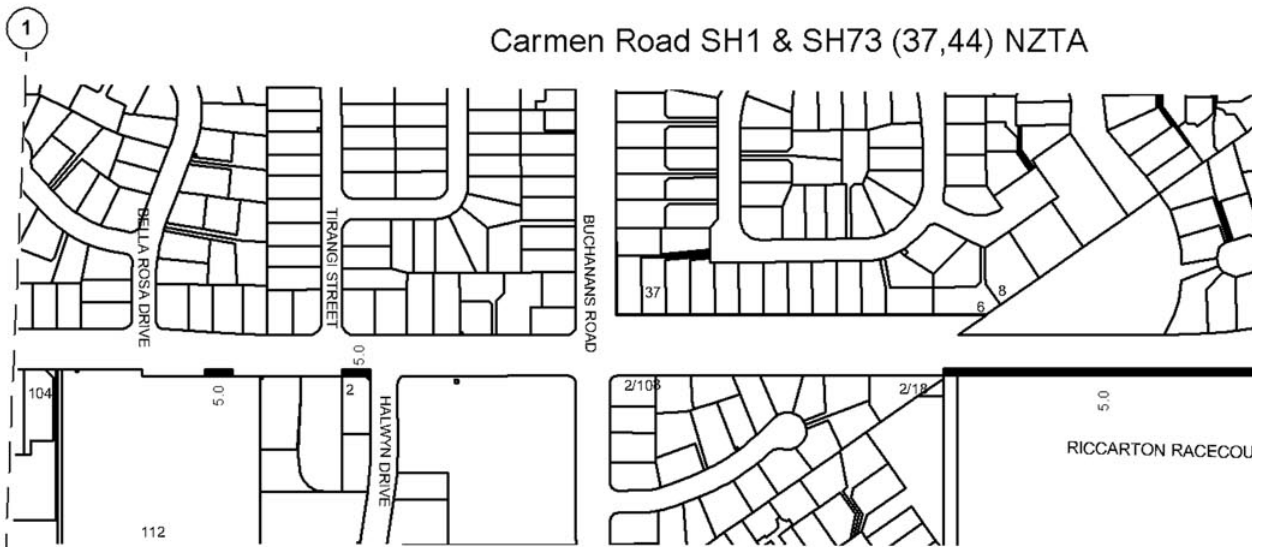 1
Carmen Road SH1 & SH73 (37,44) NZTA
BELLA ROSA DRIVE
TIRANGI STREET
BUCHANANS ROAD
37
8
6
5.0
104
5.0
2
HALWYN DRIVE
2/108
2/18
5.0
RICCARTON RACECOU
112